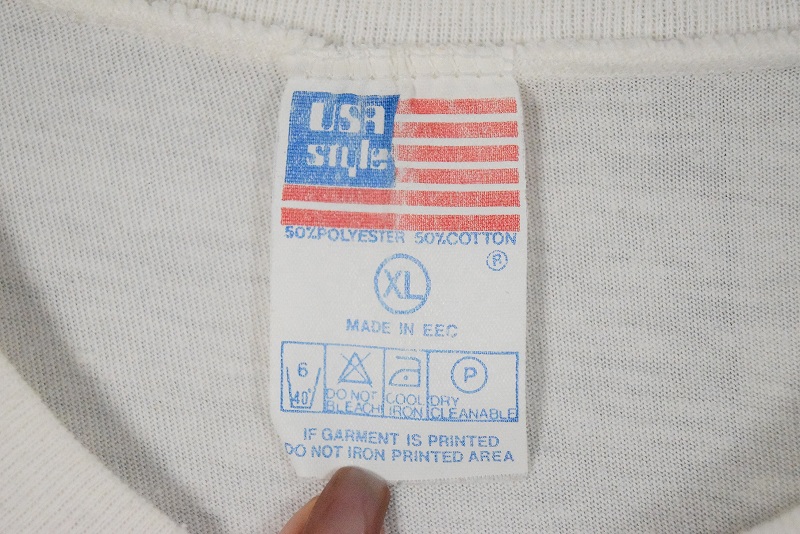 USA
style
50%POLYESTER 50%COTTON
®
XL
MADE IN EEC
6
40°
DO NOT
BLEACH
COOL
IRON
P
DRY
CLEANABLE
IF GARMENT IS PRINTED
DO NOT IRON PRINTED AREA